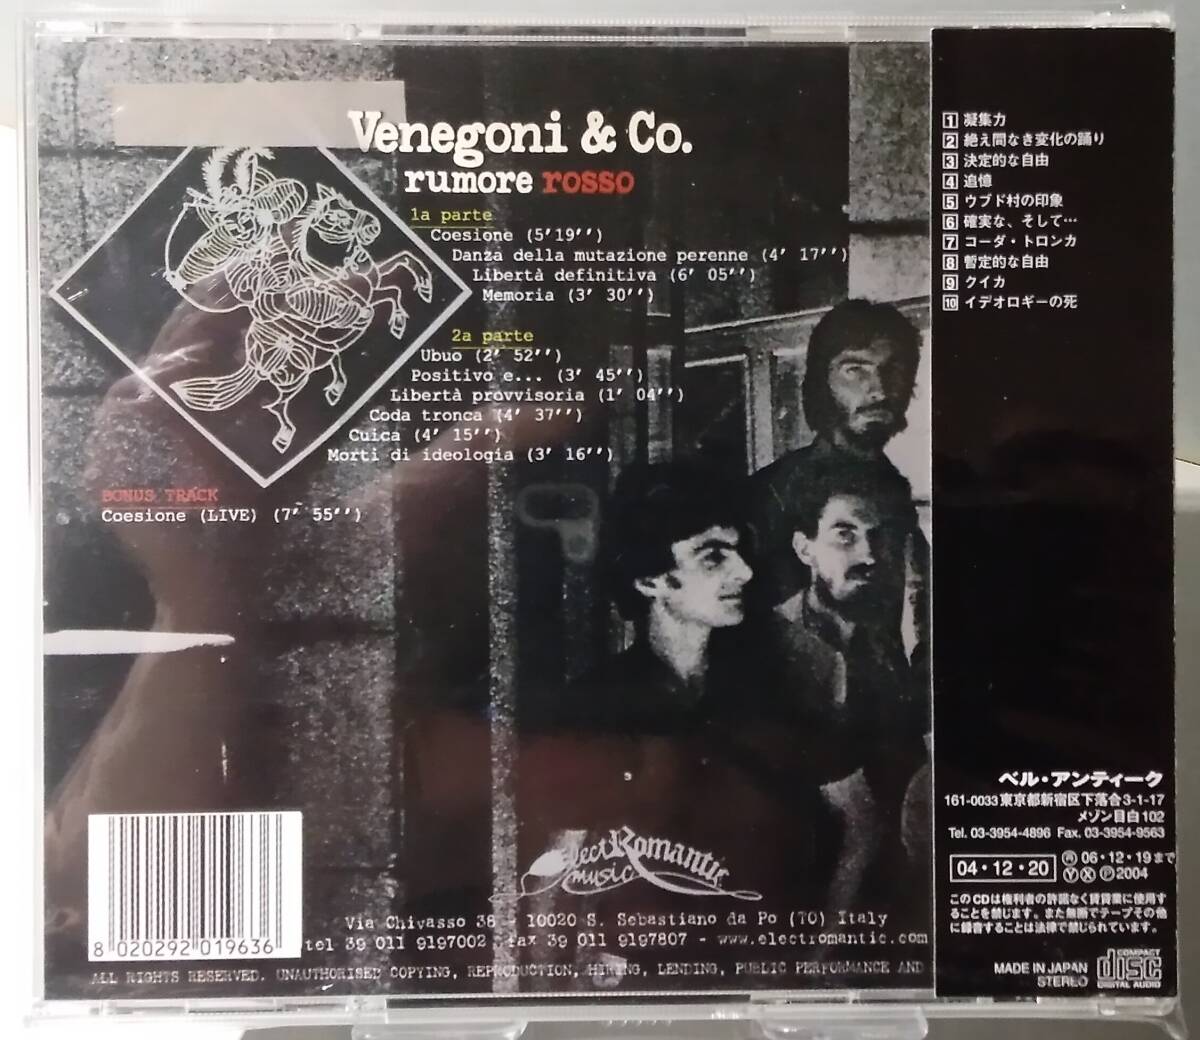 Venegoni & Co.
rumore rosso
1a parte
Coesione (5'19'')
Danza della mutazione perenne (4' 17'')
Libertà definitiva (6' 05'')
Memoria (3' 30'')
2a parte
Ubuo (2' 52'')
Positivo e... (3' 45'')
Libertà provvisoria (1' 04'')
Coda tronca (4' 37'')
Cuica (4' 15'')
Morti di ideologia (3' 16'')
BONUS TRACK
Coesione (LIVE) (7' 55'')
ElectRomantic
music
Via Chivasso 38 - 10020 S. Sebastiano da Po (TO) Italy
tel 39 011 9197002 - fax 39 011 9197807 - www.electromantic.com
ALL RIGHTS RESERVED. UNAUTHORISED COPYING, REPRODUCTION, HIRING, LENDING, PUBLIC PERFORMANCE AND
8 020292 019636
1 凝集力
2 絶え間なき変化の踊り
3 決定的な自由
4 追憶
5 ウブド村の印象
6 確実な、そして…
7 コーダ・トロンカ
8 暫定的な自由
9 クイカ
10 イデオロギーの死
ベル・アンティーク
161-0033東京都新宿区下落合3-1-17
メゾン目白102
Tel. 03-3954-4896 Fax. 03-3954-9563
04・12・20
Ⓡ06・12・19まで
ⓎⓍⓅ2004
このCDは権利者の許諾なく賃貸業に使用す
ることを禁じます。また無断でテープその他
に録音することは法律で禁じられています。
MADE IN JAPAN
STEREO
COMPACT
disc
DIGITAL AUDIO